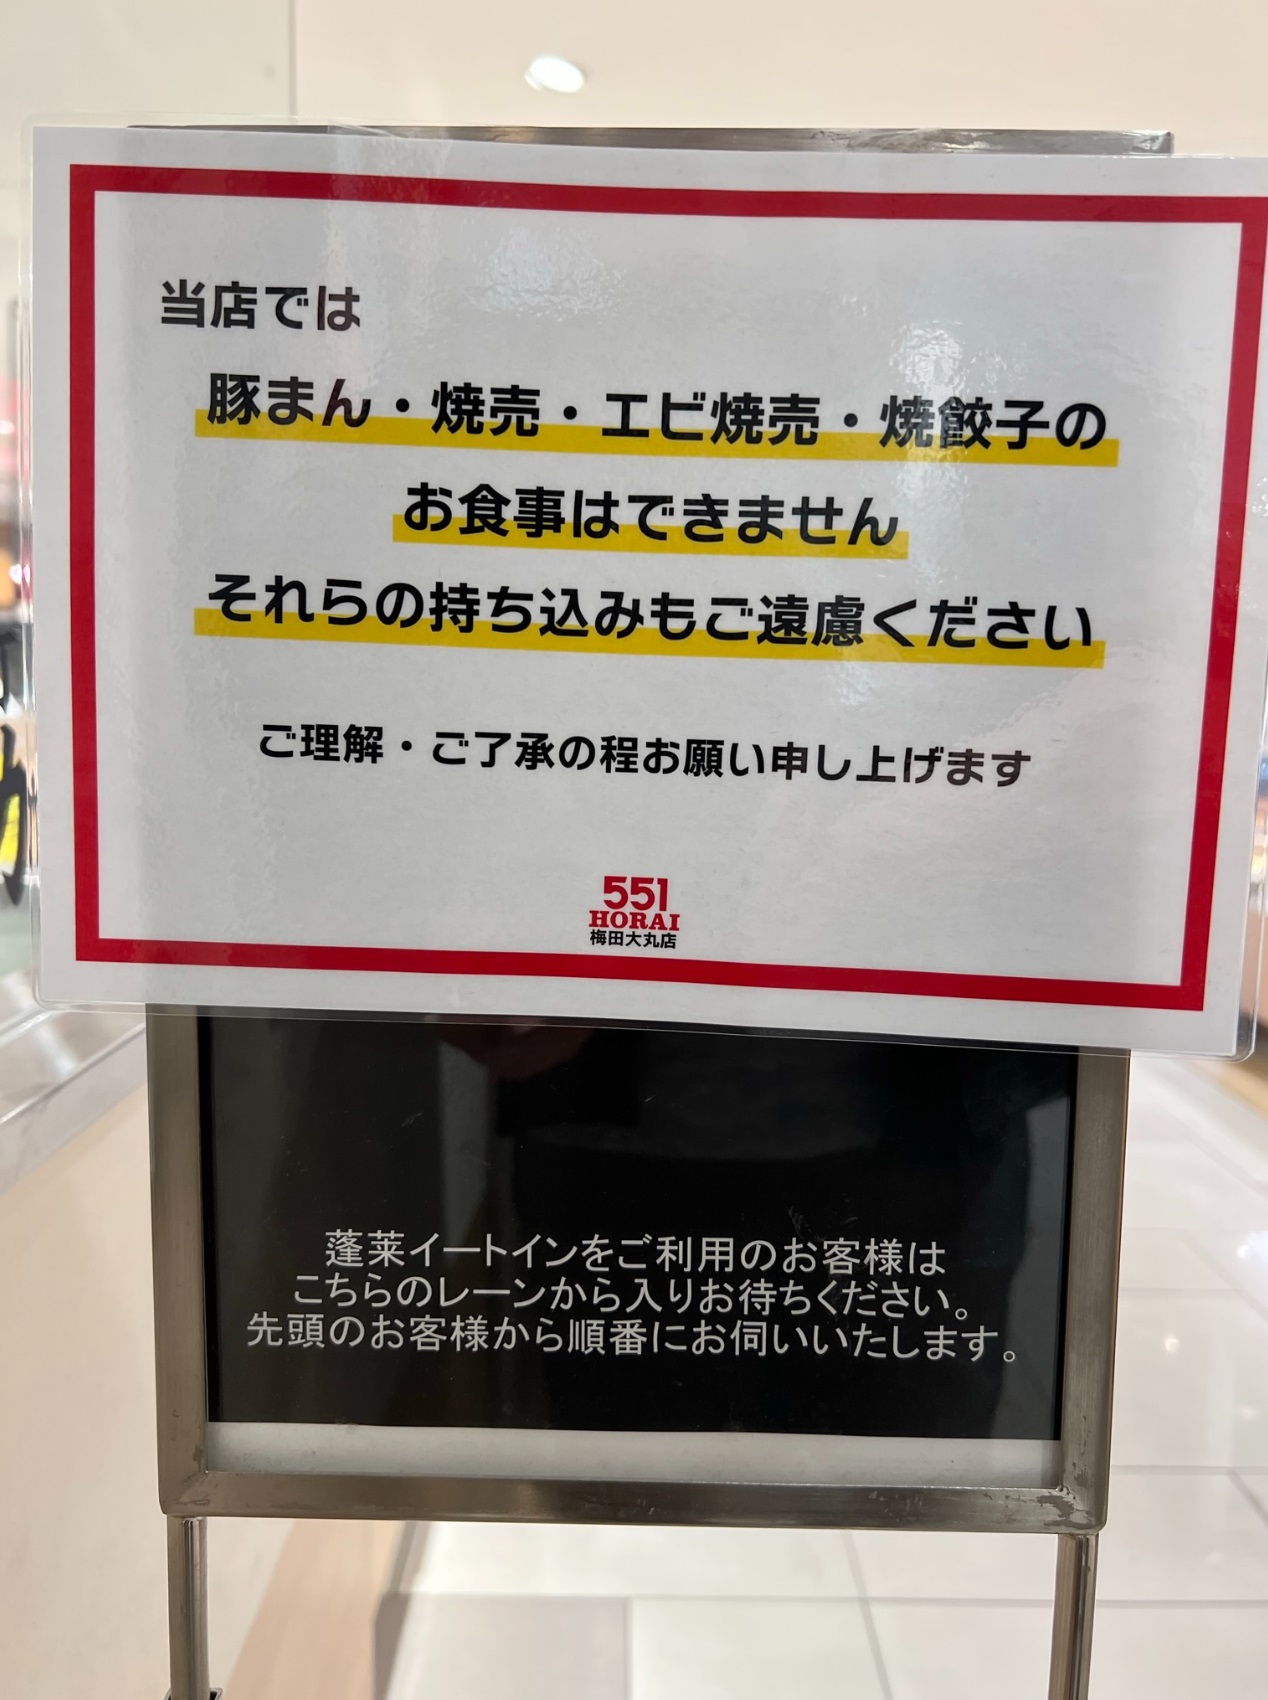 当店では
豚まん・焼売・エビ焼売・焼餃子の
お食事はできません
それらの持ち込みもご遠慮ください
ご理解・ご了承の程お願い申し上げます
551
HORAI
梅田大丸店
蓬莱イートインをご利用のお客様は
こちらのレーンから入りお待ちください。
先頭のお客様から順番にお伺いいたします。